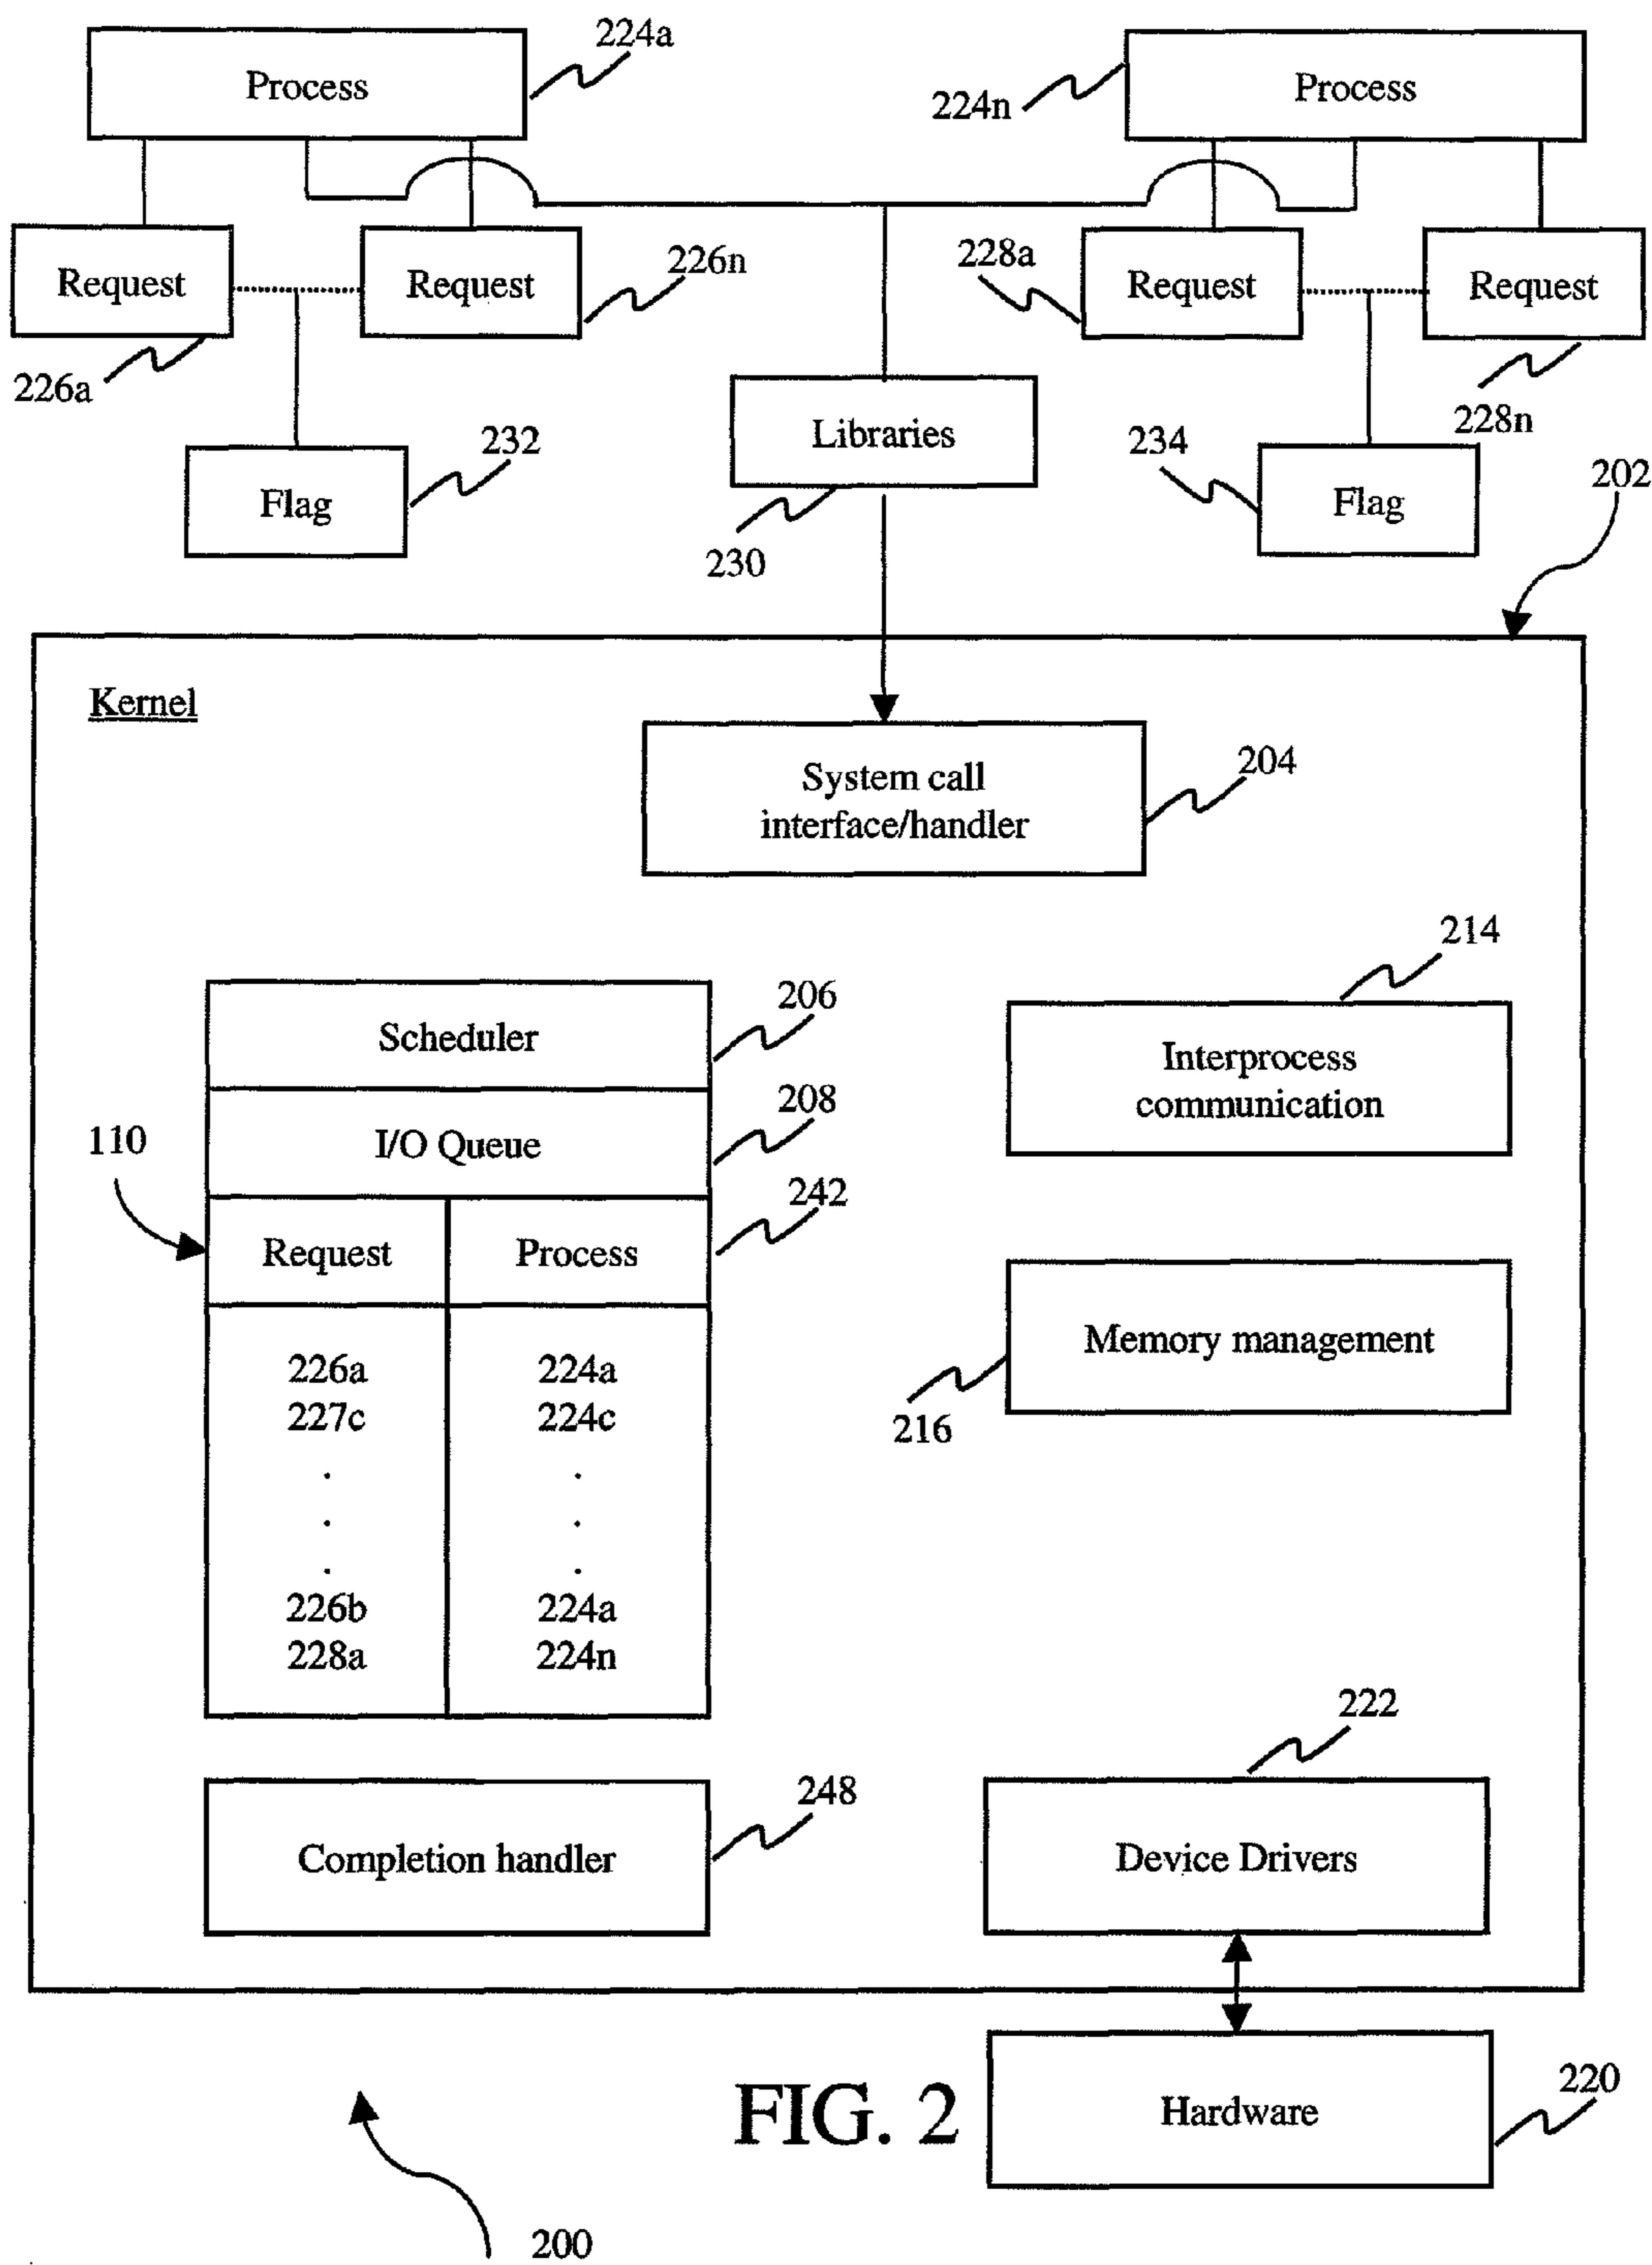 224a
Process
224n
Process
Request
Request
226n
228a
Request
Request
226a
228n
Libraries
232
234
Flag
Flag
230
202
Kernel
System call
interface/handler
204
214
206
Scheduler
Interprocess
communication
208
110
I/O Queue
242
Request
Process
Memory management
216
226a
224a
227c
224c
.
.
.
.
.
.
226b
224a
228a
224n
222
248
Completion handler
Device Drivers
220
FIG. 2
Hardware
200